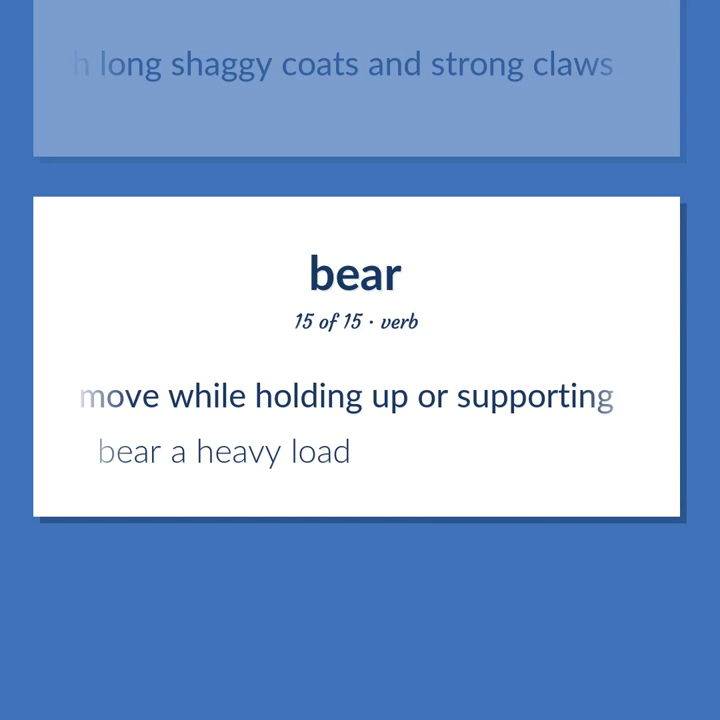 long shaggy coats and strong claws
bear
15 of 15 · verb
move while holding up or supporting
bear a heavy load